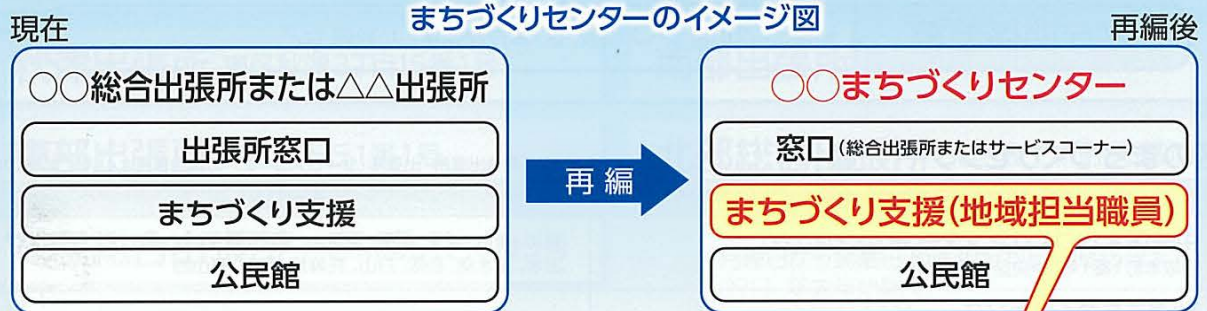 まちづくりセンターのイメージ図
現在
○○総合出張所または△△出張所
出張所窓口
まちづくり支援
公民館
再編
再編後
○○まちづくりセンター
窓口(総合出張所またはサービスコーナー)
まちづくり支援(地域担当職員)
公民館